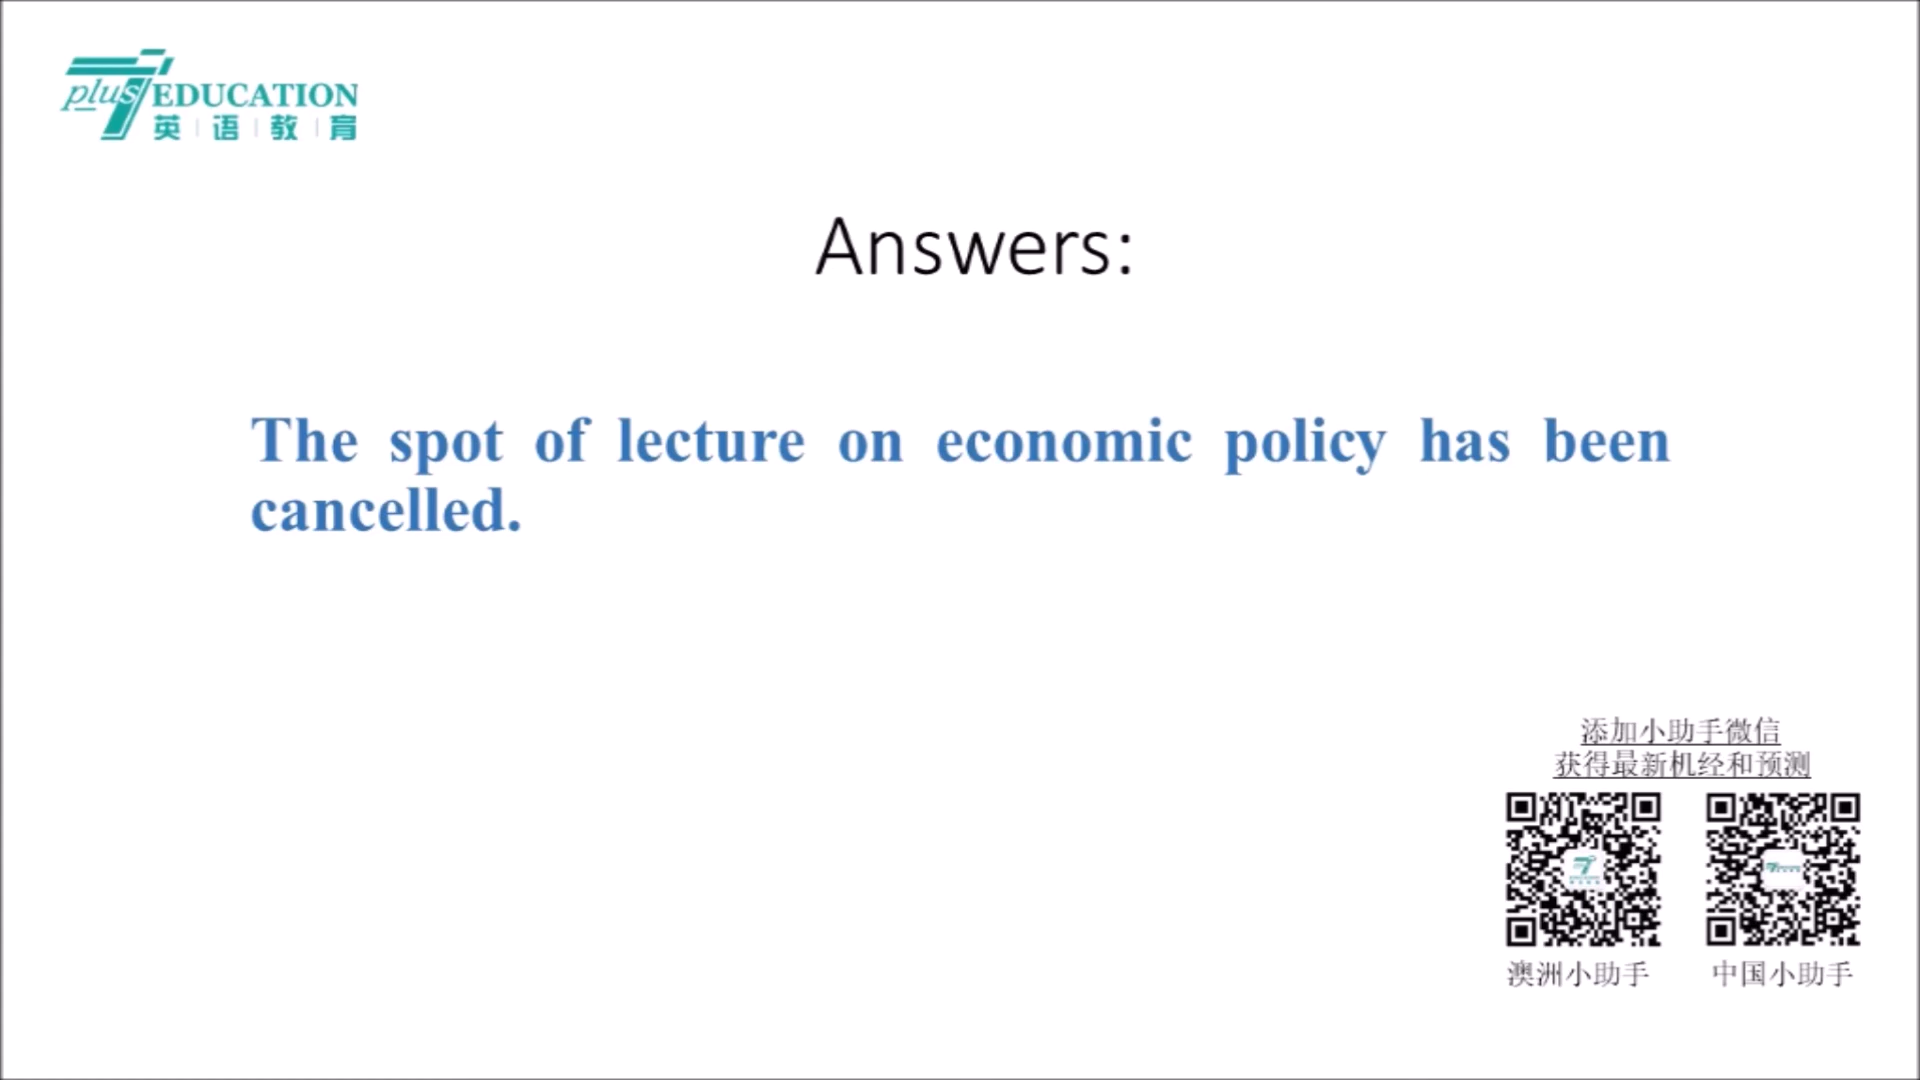 7 plus EDUCATION
英 语 教 育
Answers:
The spot of lecture on economic policy has been
cancelled.
添加小助手微信
获得最新机经和预测
澳洲小助手 中国小助手